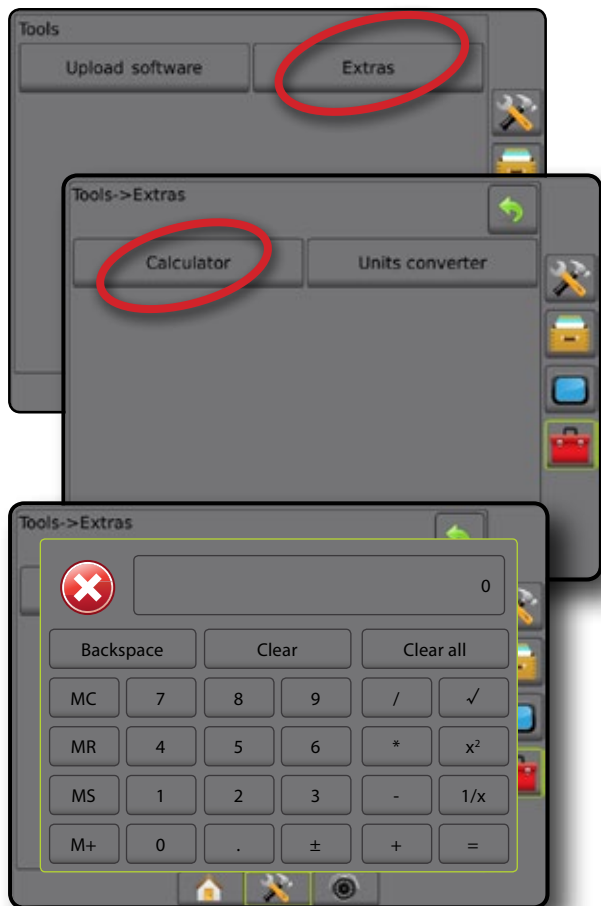 Tools
Upload software Extras
Tools->Extras
Calculator Units converter
Tools->Extras
0
Backspace Clear Clear all
MC 7 8 9 / √
MR 4 5 6 * x²
MS 1 2 3 - 1/x
M+ 0 . ± + =